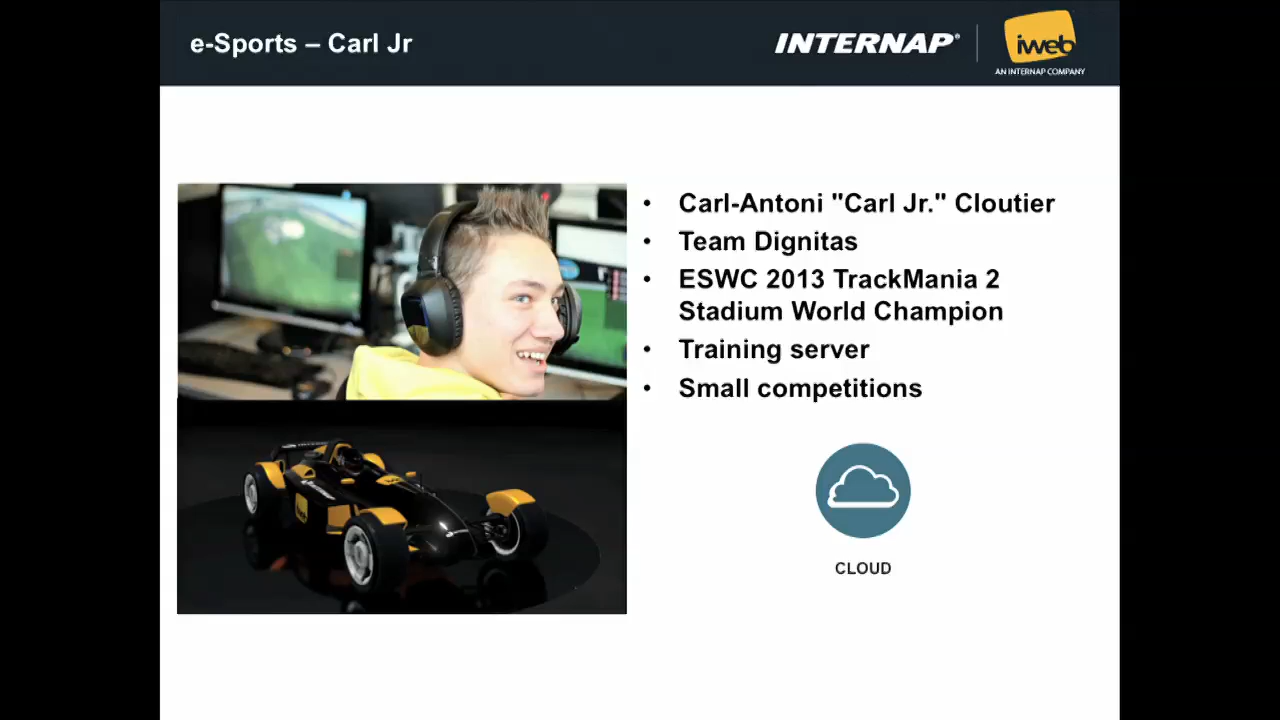 e-Sports – Carl Jr
INTERNAP®
iweb
AN INTERNAP COMPANY
• Carl-Antoni "Carl Jr." Cloutier
• Team Dignitas
• ESWC 2013 TrackMania 2
Stadium World Champion
• Training server
• Small competitions
iweb
CLOUD